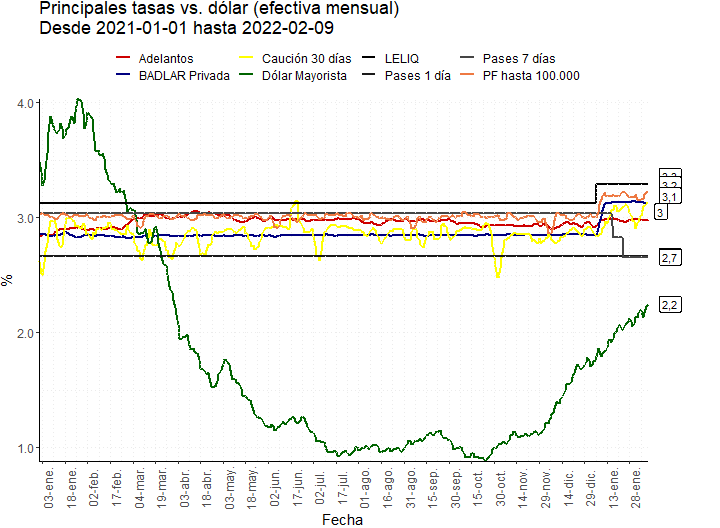 Principales tasas vs. dólar (efectiva mensual)
Desde 2021-01-01 hasta 2022-02-09
Adelantos
Caución 30 días
LELIQ
Pases 7 días
BADLAR Privada
Dólar Mayorista
Pases 1 día
PF hasta 100.000
4.0
3.0
2.0
1.0
%
3,2
3,1
3
2,7
2,2
03-ene.
18-ene.
02-feb.
17-feb.
04-mar.
19-mar.
03-abr.
18-abr.
03-may.
18-may.
02-jun.
17-jun.
02-jul.
17-jul.
01-ago.
16-ago.
31-ago.
15-sep.
30-sep.
15-oct.
30-oct.
14-nov.
29-nov.
14-dic.
29-dic.
13-ene.
28-ene.
Fecha